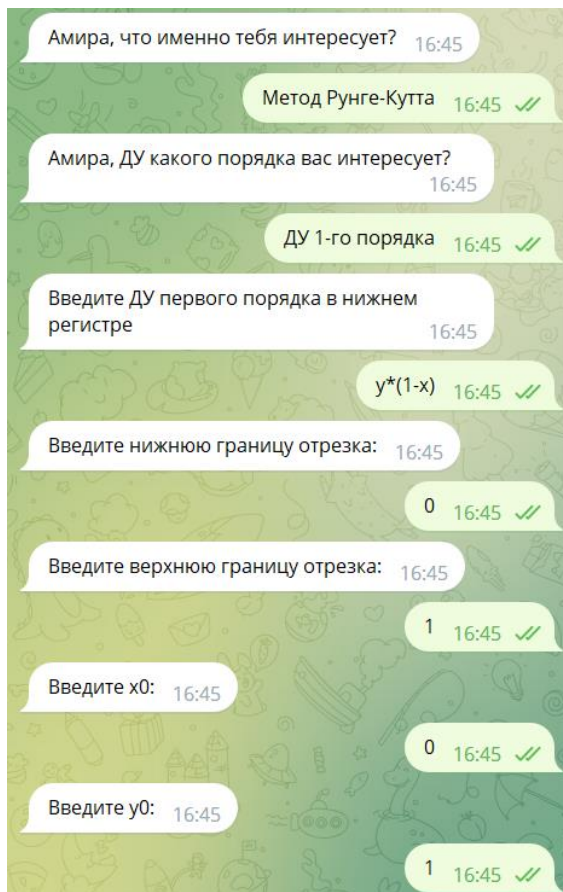 Амира, что именно тебя интересует? 16:45
Метод Рунге-Кутта 16:45
Амира, ДУ какого порядка вас интересует?
16:45
ДУ 1-го порядка 16:45
Введите ДУ первого порядка в нижнем
регистре 16:45
y*(1-x) 16:45
Введите нижнюю границу отрезка: 16:45
0 16:45
Введите верхнюю границу отрезка: 16:45
1 16:45
Введите x0: 16:45
0 16:45
Введите y0: 16:45
1 16:45